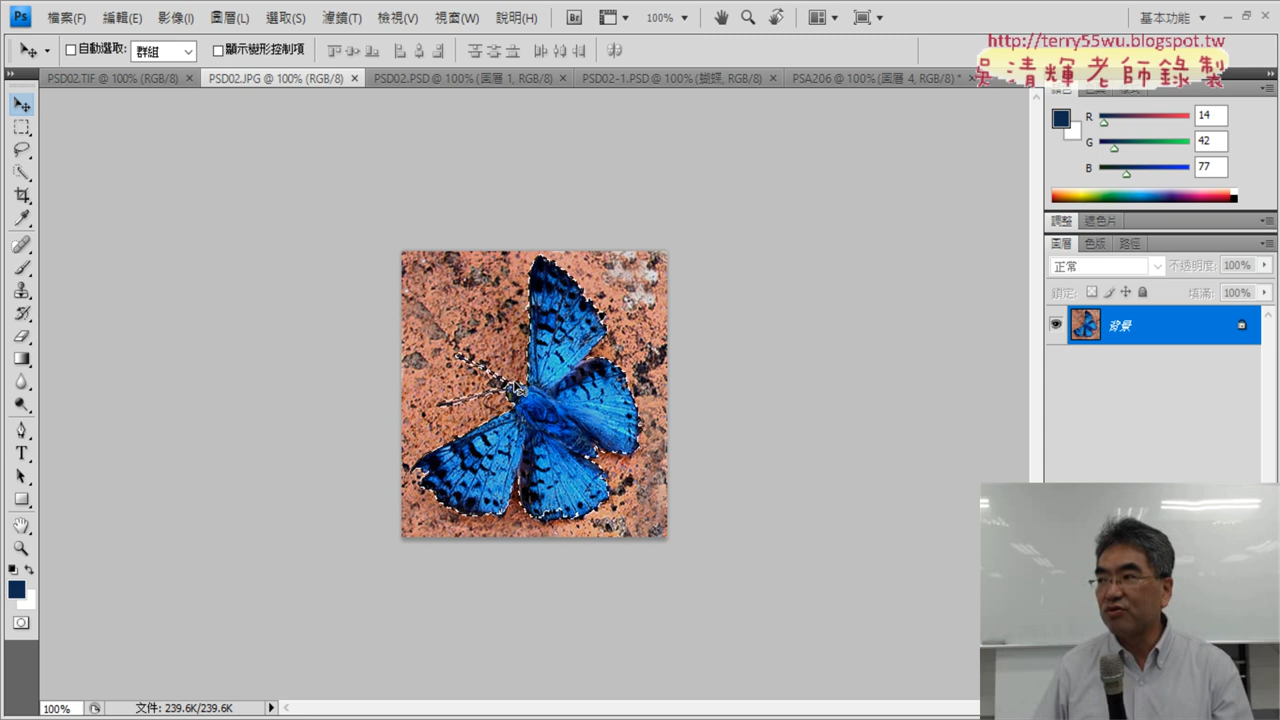 Ps 檔案(F) 編輯(E) 影像(I) 圖層(L) 選取(S) 濾鏡(T) 檢視(V) 視窗(W) 說明(H) Br 100% 基本功能
自動選取: 群組 顯示變形控制項
http://terry55wu.blogspot.tw
吳清輝老師錄製
PSD02.TIF @ 100% (RGB/8) PSD02.JPG @ 100% (RGB/8) PSD02.PSD @ 100% (圖層 1, RGB/8) PSD02-1.PSD @ 100% (蝴蝶, RGB/8) PSA206 @ 100% (圖層 4, RGB/8) *
R 14
G 42
B 77
調整 遮色片
圖層 色版 路徑
正常 不透明度: 100%
鎖定: 填滿: 100%
背景
T
100% 文件: 239.6K/239.6K